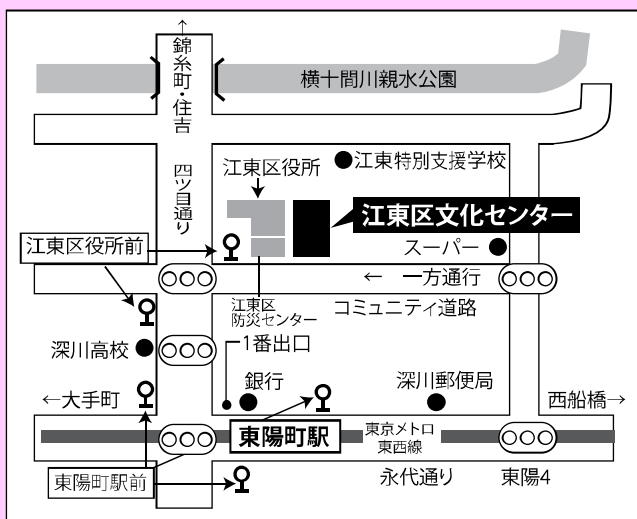 ↑錦糸町・住吉
横十間川親水公園
四ツ目通り
江東区役所
江東特別支援学校
江東区文化センター
江東区役所前
スーパー
← 一方通行
江東区
防災センター
コミュニティ道路
深川高校
1番出口
←大手町
銀行
深川郵便局
西船橋→
東陽町駅
東京メトロ
東西線
東陽町駅前
永代通り
東陽4